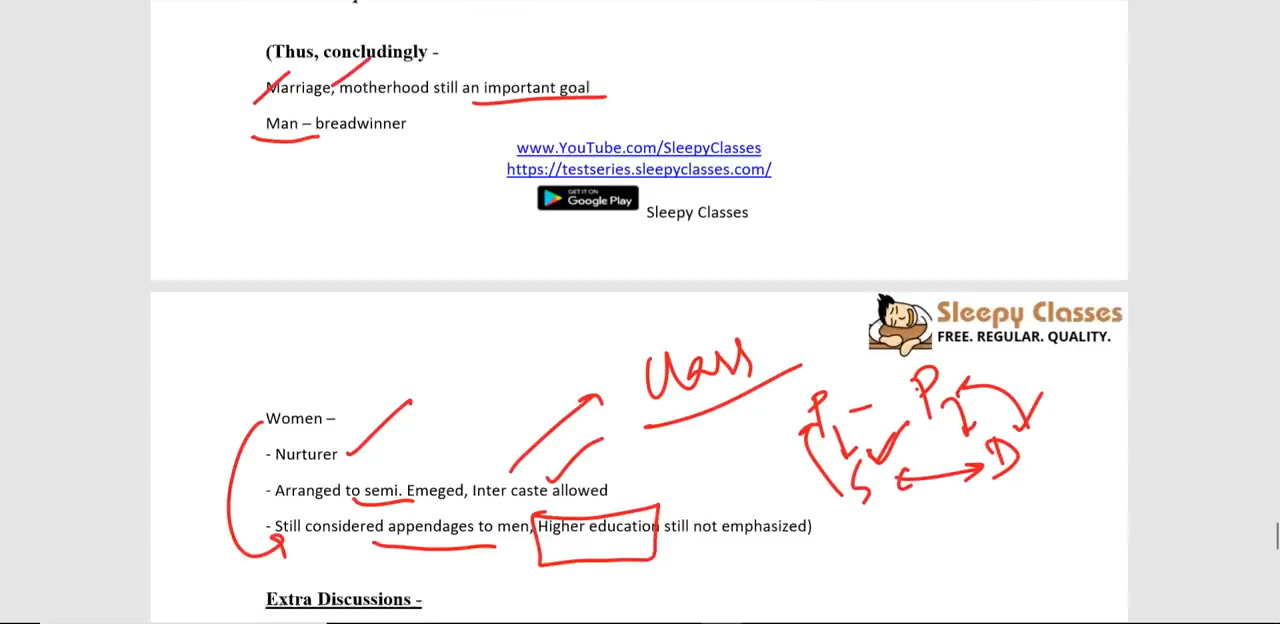 (Thus, concludingly -
Marriage, motherhood still an important goal
Man – breadwinner
www.YouTube.com/SleepyClasses
https://testseries.sleepyclasses.com/
GET IT ON
Google Play
Sleepy Classes
Sleepy Classes
FREE. REGULAR. QUALITY.
Class
P – P
S D
Women –
- Nurturer
- Arranged to semi. Emeged, Inter caste allowed
- Still considered appendages to men, Higher education still not emphasized)
Extra Discussions -